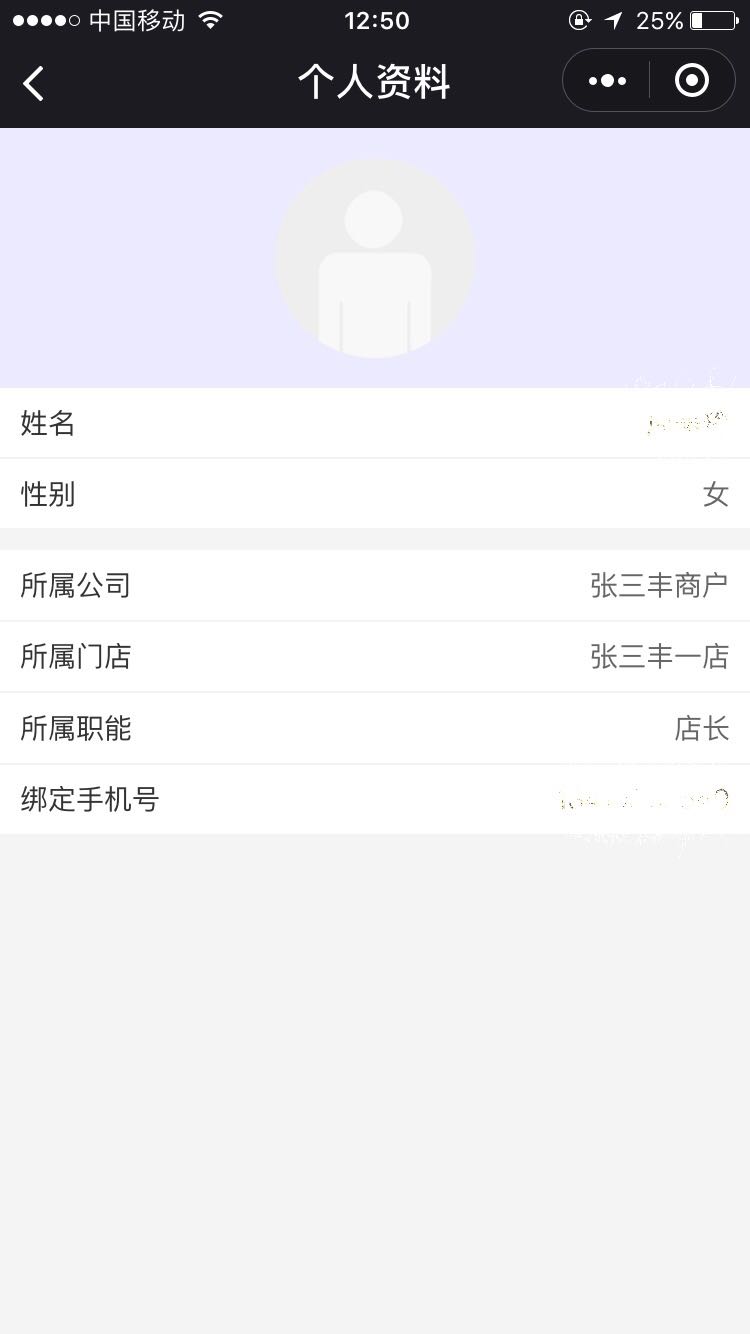 中国移动 12:50 25%
个人资料
姓名
性别 女
所属公司 张三丰商户
所属门店 张三丰一店
所属职能 店长
绑定手机号